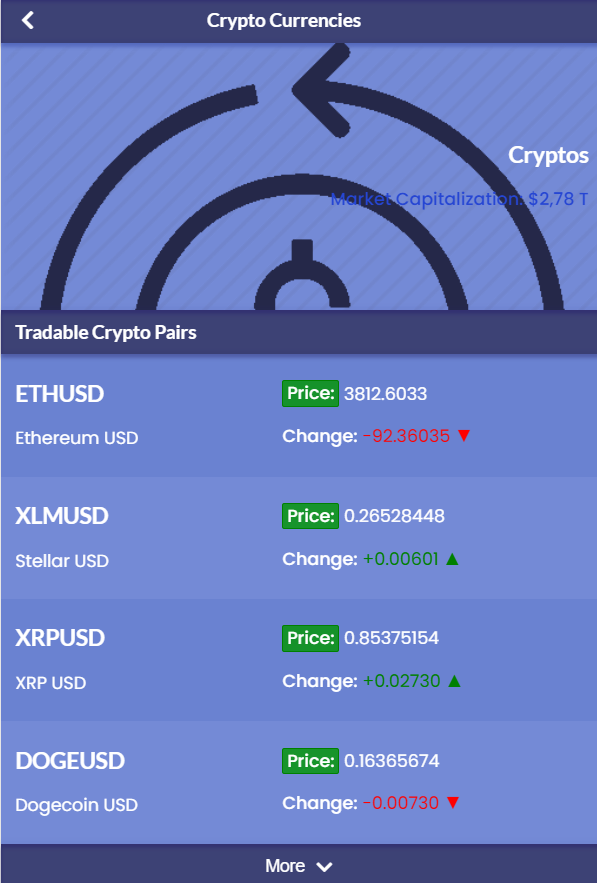 Crypto Currencies
Cryptos
Market Capitalization: $2,78 T
Tradable Crypto Pairs
ETHUSD
Price: 3812.6033
Ethereum USD
Change: -92.36035 ▼
XLMUSD
Price: 0.26528448
Stellar USD
Change: +0.00601 ▲
XRPUSD
Price: 0.85375154
XRP USD
Change: +0.02730 ▲
DOGEUSD
Price: 0.16365674
Dogecoin USD
Change: -0.00730 ▼
More